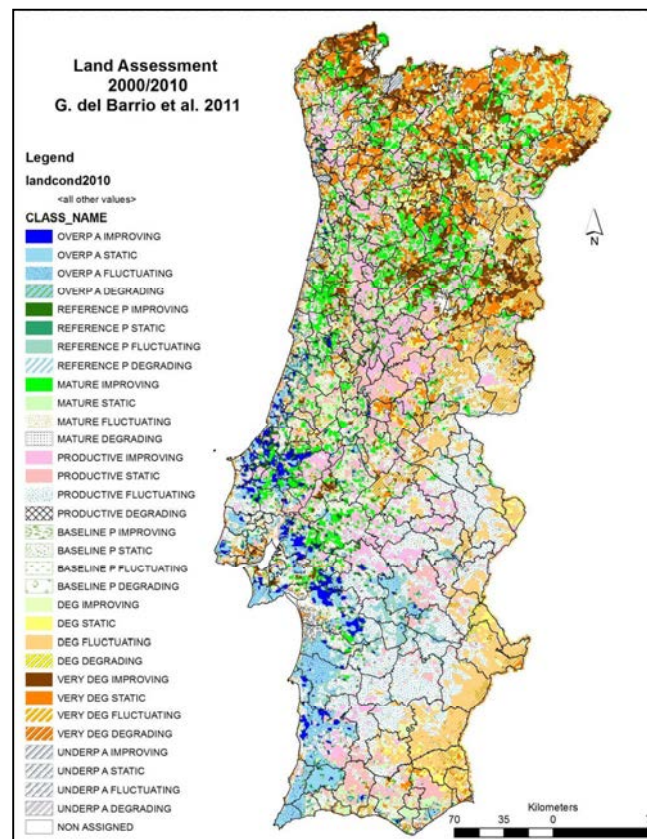 Land Assessment
2000/2010
G. del Barrio et al. 2011
Legend
landcond2010
<all other values>
CLASS_NAME
OVERP A IMPROVING
OVERP A STATIC
OVERP A FLUCTUATING
OVERP A DEGRADING
REFERENCE P IMPROVING
REFERENCE P STATIC
REFERENCE P FLUCTUATING
REFERENCE P DEGRADING
MATURE IMPROVING
MATURE STATIC
MATURE FLUCTUATING
MATURE DEGRADING
PRODUCTIVE IMPROVING
PRODUCTIVE STATIC
PRODUCTIVE FLUCTUATING
PRODUCTIVE DEGRADING
BASELINE P IMPROVING
BASELINE P STATIC
BASELINE P FLUCTUATING
BASELINE P DEGRADING
DEG IMPROVING
DEG STATIC
DEG FLUCTUATING
DEG DEGRADING
VERY DEG IMPROVING
VERY DEG STATIC
VERY DEG FLUCTUATING
VERY DEG DEGRADING
UNDERP A IMPROVING
UNDERP A STATIC
UNDERP A FLUCTUATING
UNDERP A DEGRADING
NON ASSIGNED
N
Kilometers
70 35 0